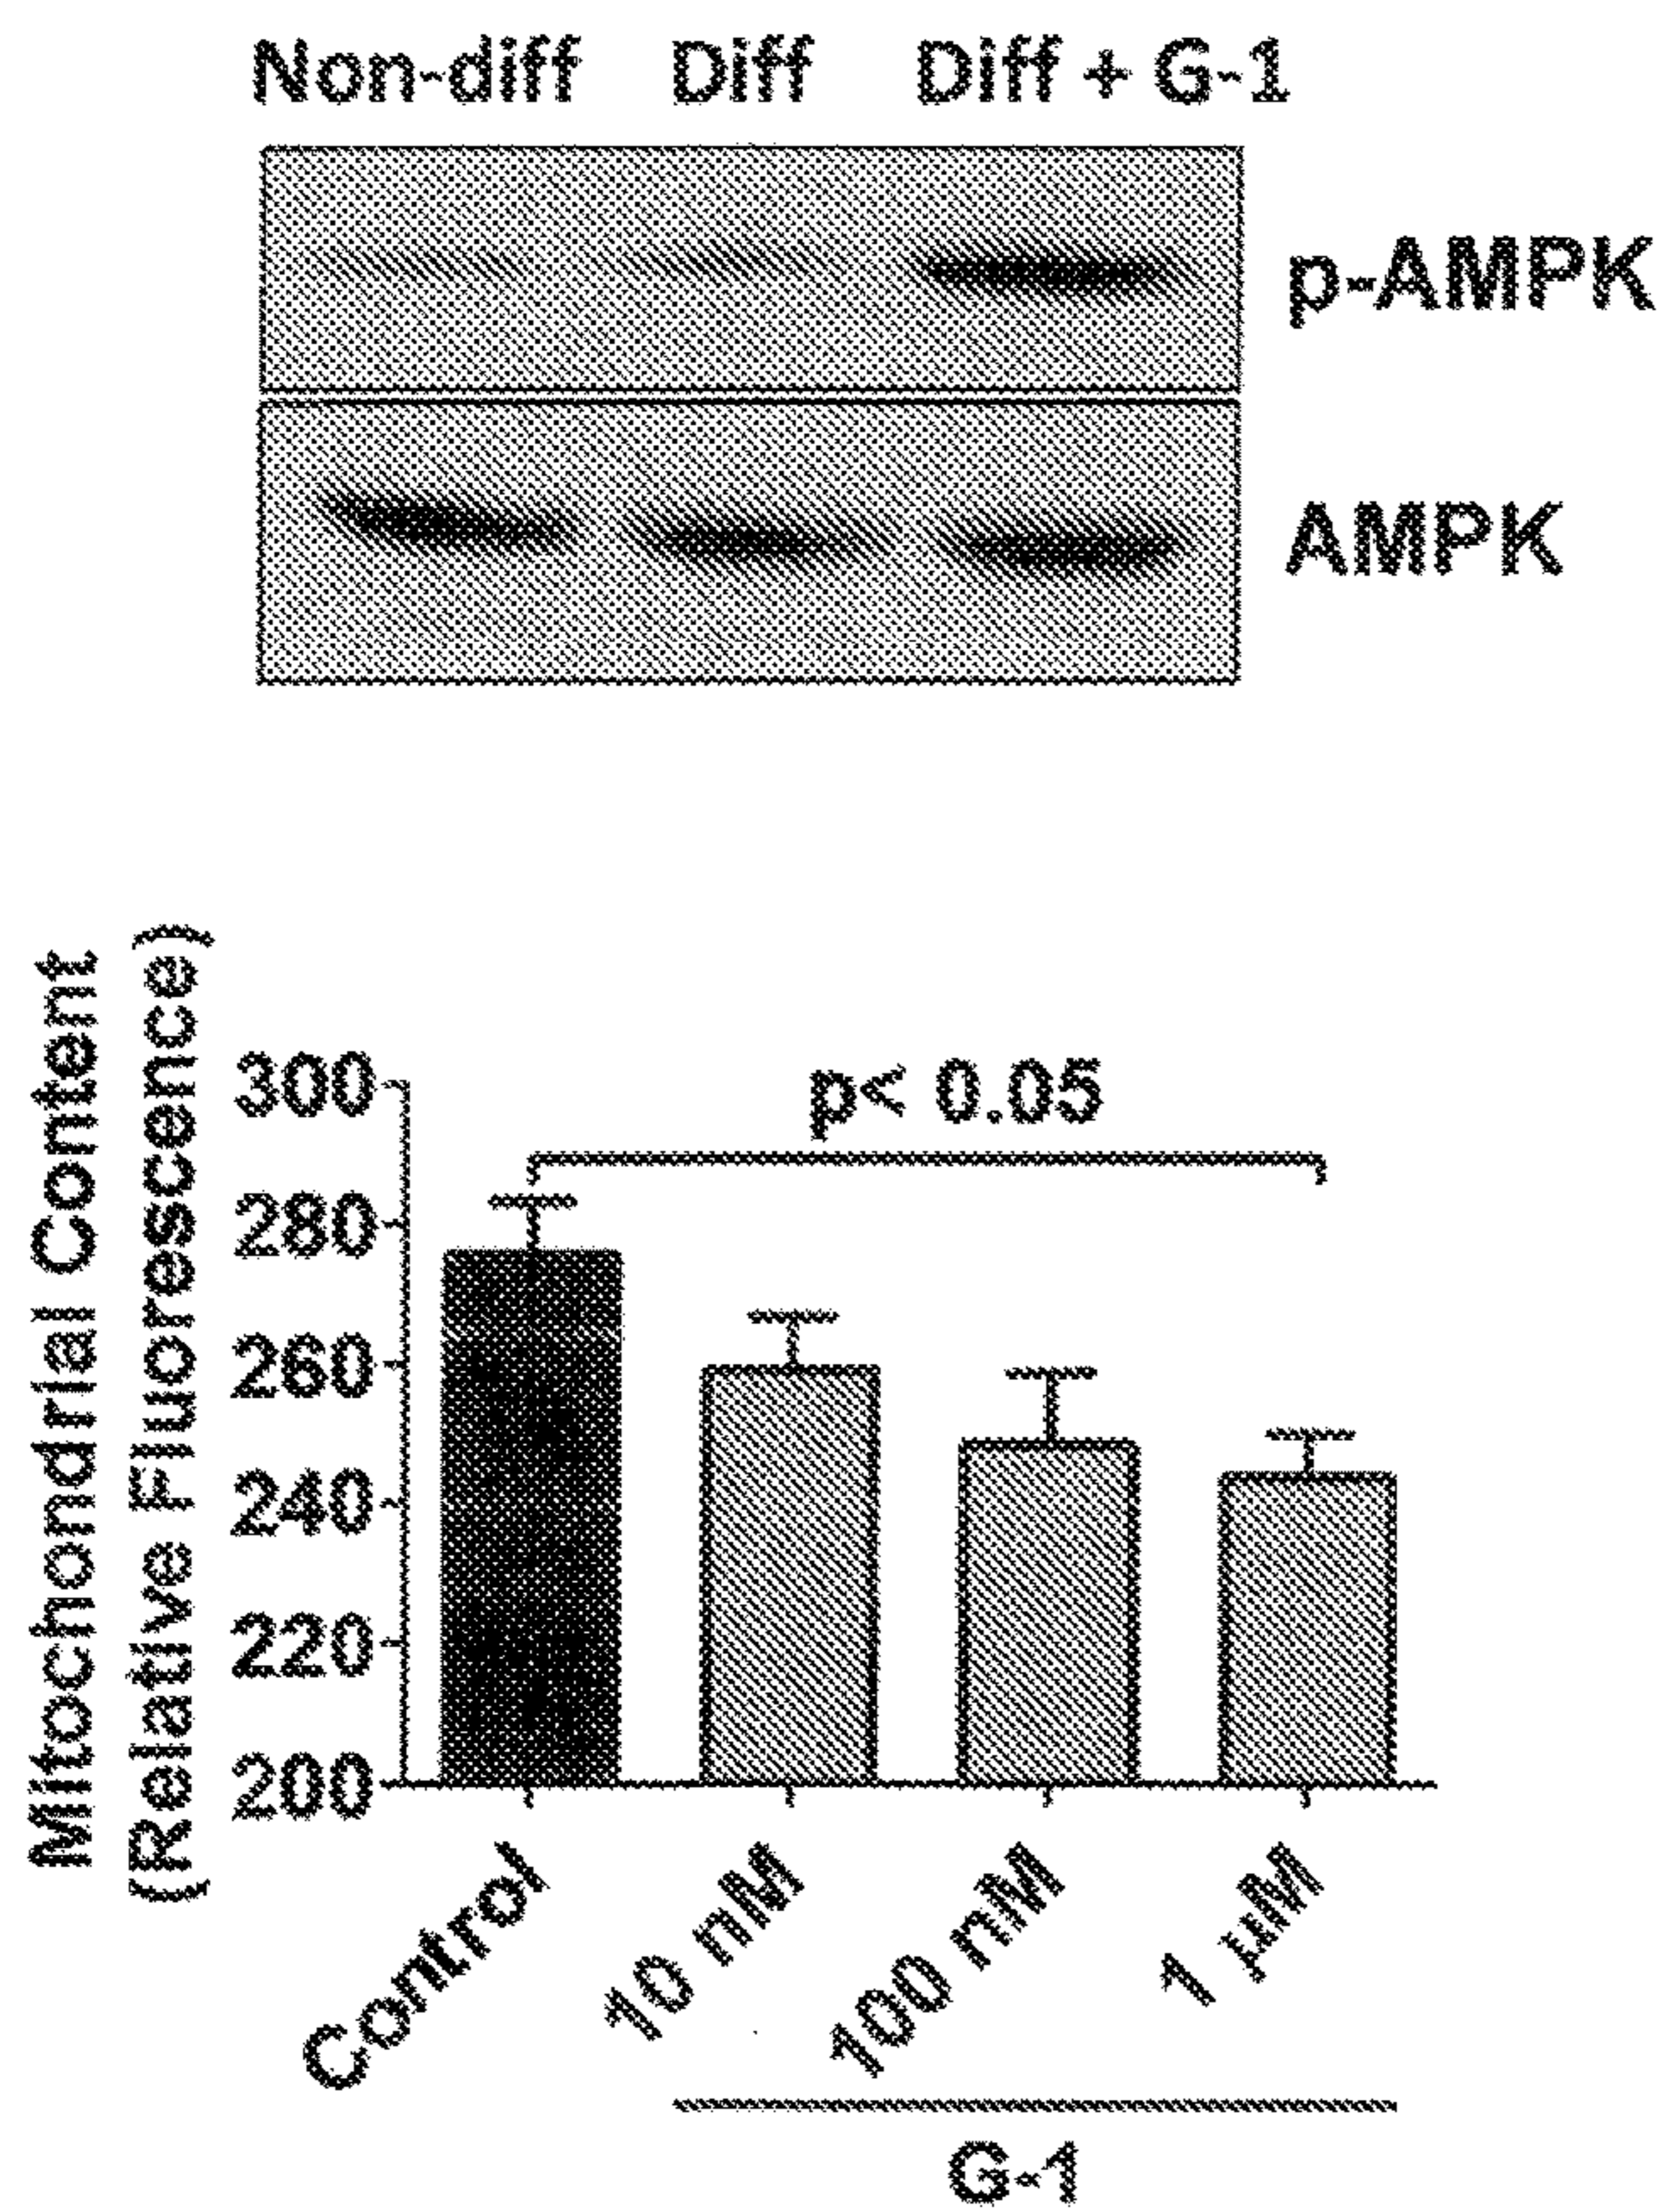 Non-diff Diff Diff + G-1
p-AMPK
AMPK
Mitochondrial Content
(Relative Fluorescence)
300
280
260
240
220
200
p< 0.05
Control
10 nM
100 nM
1 µM
G-1